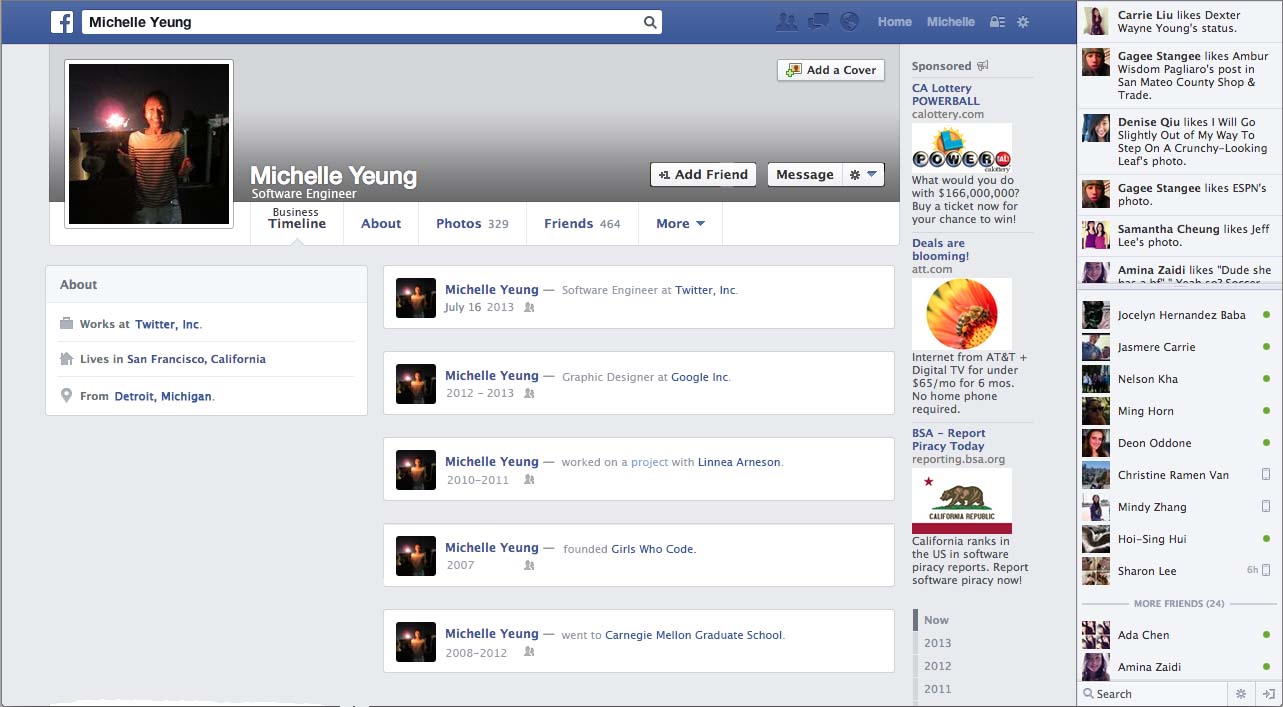 Michelle Yeung
Home Michelle
Add a Cover
Michelle Yeung
Software Engineer
+1 Add Friend
Message
Business
Timeline
About
Photos 329
Friends 464
More
About
Works at Twitter, Inc.
Lives in San Francisco, California
From Detroit, Michigan.
Michelle Yeung — Software Engineer at Twitter, Inc.
July 16 2013
Michelle Yeung — Graphic Designer at Google Inc.
2012 - 2013
Michelle Yeung — worked on a project with Linnea Arneson.
2010-2011
Michelle Yeung — founded Girls Who Code.
2007
Michelle Yeung — went to Carnegie Mellon Graduate School.
2008-2012
Sponsored
CA Lottery
POWERBALL
calottery.com
POWER BALL
calottery
What would you do
with $166,000,000?
Buy a ticket now for
your chance to win!
Deals are
blooming!
att.com
Internet from AT&T +
Digital TV for under
$65/mo for 6 mos.
No home phone
required.
BSA - Report
Piracy Today
reporting.bsa.org
CALIFORNIA REPUBLIC
California ranks in
the US in software
piracy reports. Report
software piracy now!
Now
2013
2012
2011
Carrie Liu likes Dexter
Wayne Young's status.
Gagee Stangee likes Ambur
Wisdom Pagliaro's post in
San Mateo County Shop &
Trade.
Denise Qiu likes I Will Go
Slightly Out of My Way To
Step On A Crunchy-Looking
Leaf's photo.
Gagee Stangee likes ESPN's
photo.
Samantha Cheung likes Jeff
Lee's photo.
Amina Zaidi likes "Dude she
has a bf" " Yeah so? Soccer
Jocelyn Hernandez Baba
Jasmere Carrie
Nelson Kha
Ming Horn
Deon Oddone
Christine Ramen Van
Mindy Zhang
Hoi-Sing Hui
Sharon Lee 6h
MORE FRIENDS (24)
Ada Chen
Amina Zaidi
Search